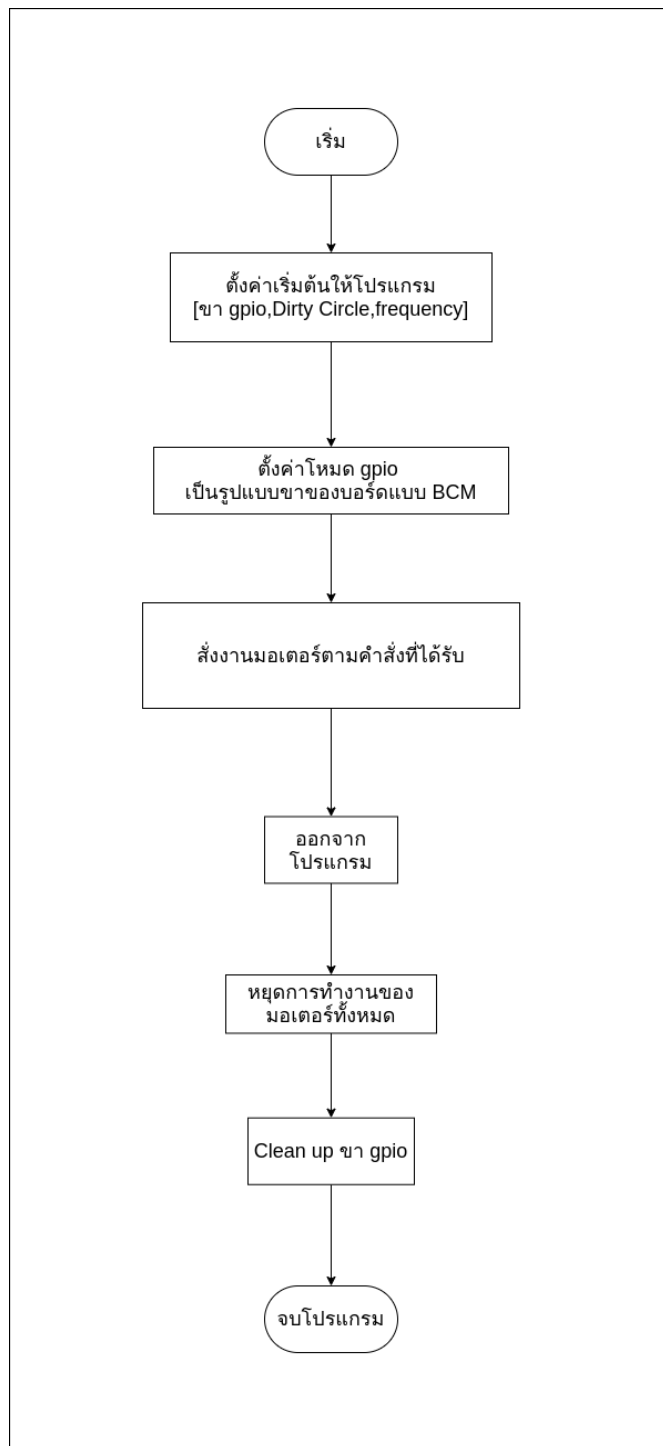 เริ่ม
ตั้งค่าเริ่มต้นให้โปรแกรม
[ขา gpio,Dirty Circle,frequency]
ตั้งค่าโหมด gpio
เป็นรูปแบบขาของบอร์ดแบบ BCM
สั่งงานมอเตอร์ตามคำสั่งที่ได้รับ
ออกจาก
โปรแกรม
หยุดการทำงานของ
มอเตอร์ทั้งหมด
Clean up ขา gpio
จบโปรแกรม